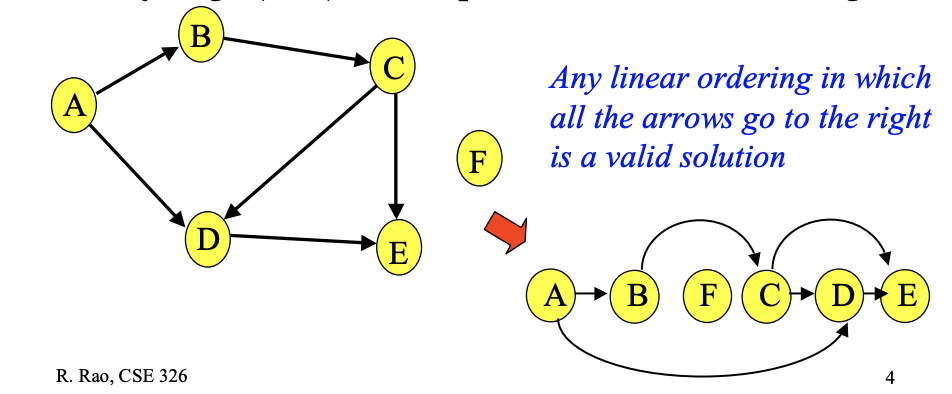 B
C
A
Any linear ordering in which
all the arrows go to the right
is a valid solution
F
D
E
A B F C D E
R. Rao, CSE 326
4